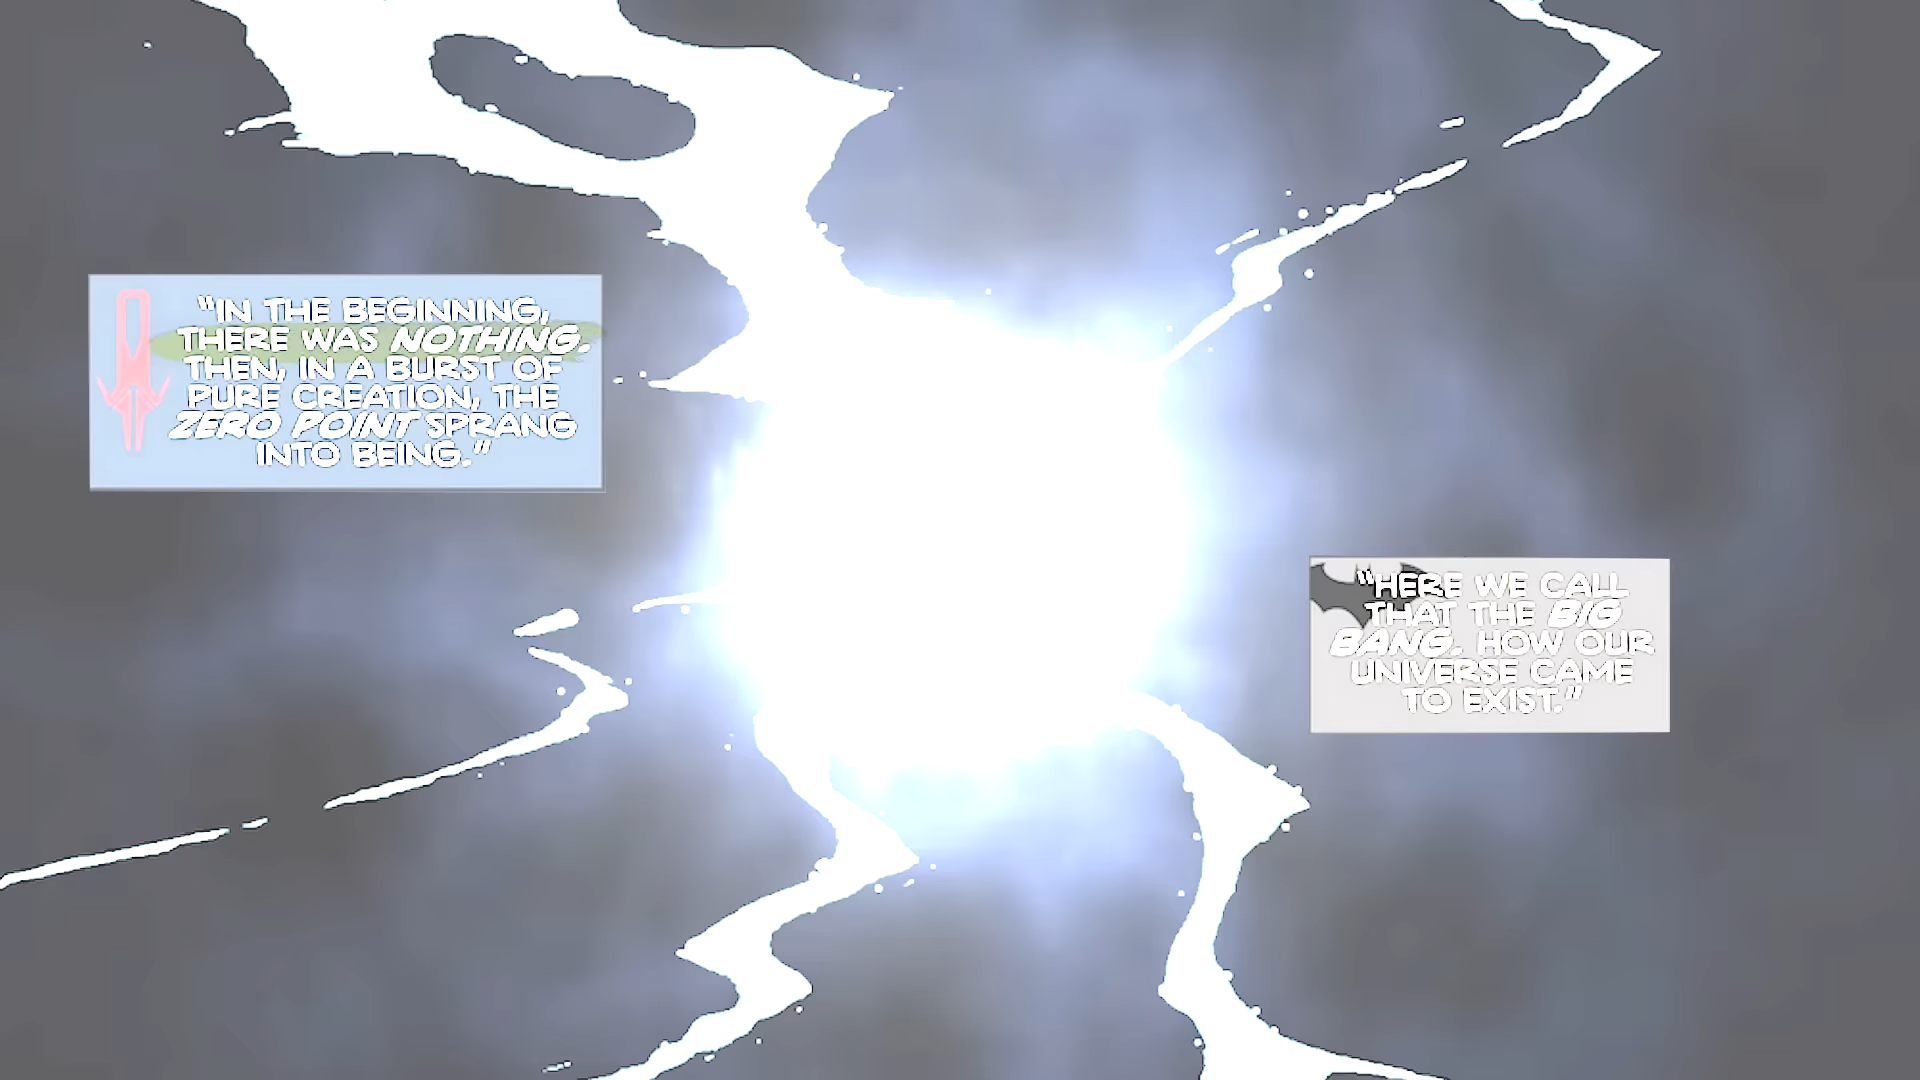 “IN THE BEGINNING,
THERE WAS NOTHING.
THEN, IN A BURST OF
PURE CREATION, THE
ZERO POINT SPRANG
INTO BEING.”
“HERE WE CALL
THAT THE BIG
BANG. HOW OUR
UNIVERSE CAME
TO EXIST.”